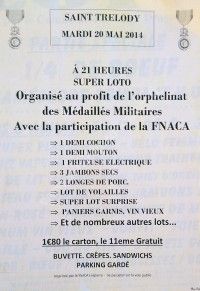 SAINT TRELODY
MARDI 20 MAI 2014
À 21 HEURES
SUPER LOTO
Organisé au profit de l'orphelinat
des Médaillés Militaires
Avec la participation de la FNACA
⇒ 1 DEMI COCHON
⇒ 1 DEMI MOUTON
⇒ 1 FRITEUSE ELECTRIQUE
⇒ 3 JAMBONS SECS
⇒ 2 LONGES DE PORC.
⇒ LOT DE VOLAILLES
⇒ SUPER LOT SURPRISE
⇒ PANIERS GARNIS. VIN VIEUX
⇒ Et de nombreux autres lots...
1€80 le carton, le 11eme Gratuit
BUVETTE. CRÊPES. SANDWICHS
PARKING GARDÉ